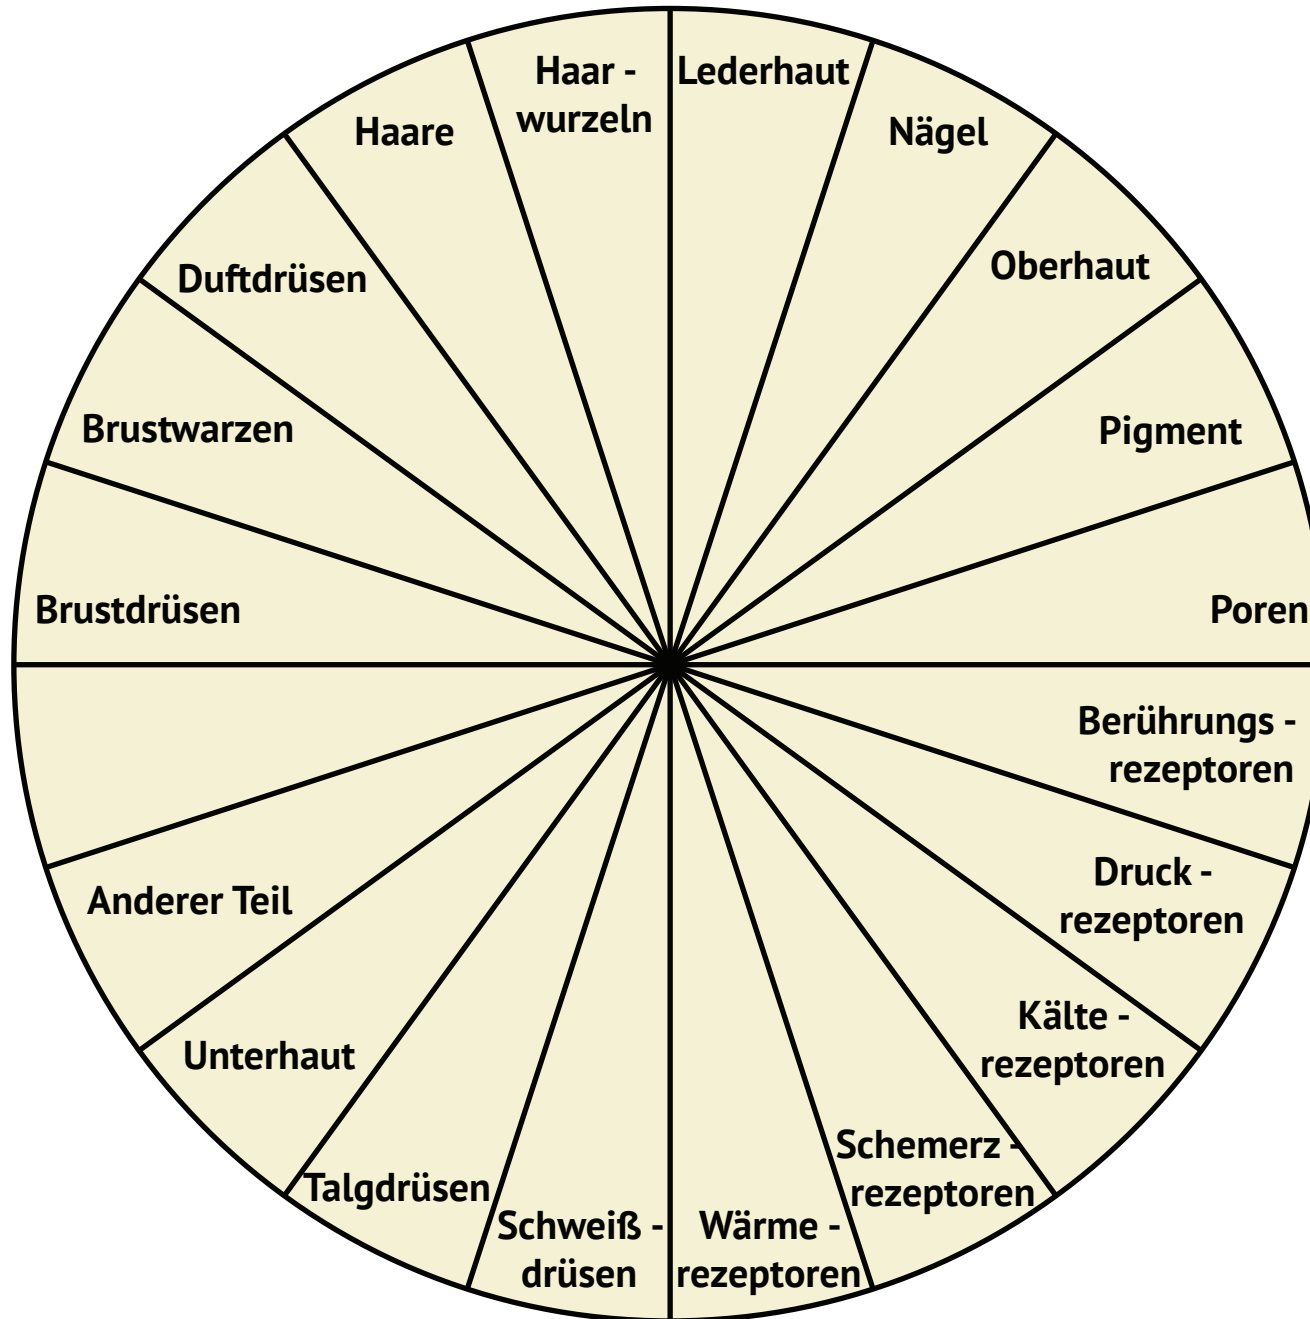 Haar -
wurzeln
Lederhaut
Nägel
Oberhaut
Pigment
Poren
Berührungs -
rezeptoren
Druck -
rezeptoren
Kälte -
rezeptoren
Schemerz -
rezeptoren
Wärme -
rezeptoren
Schweiß -
drüsen
Talgdrüsen
Unterhaut
Anderer Teil
Brustdrüsen
Brustwarzen
Duftdrüsen
Haare